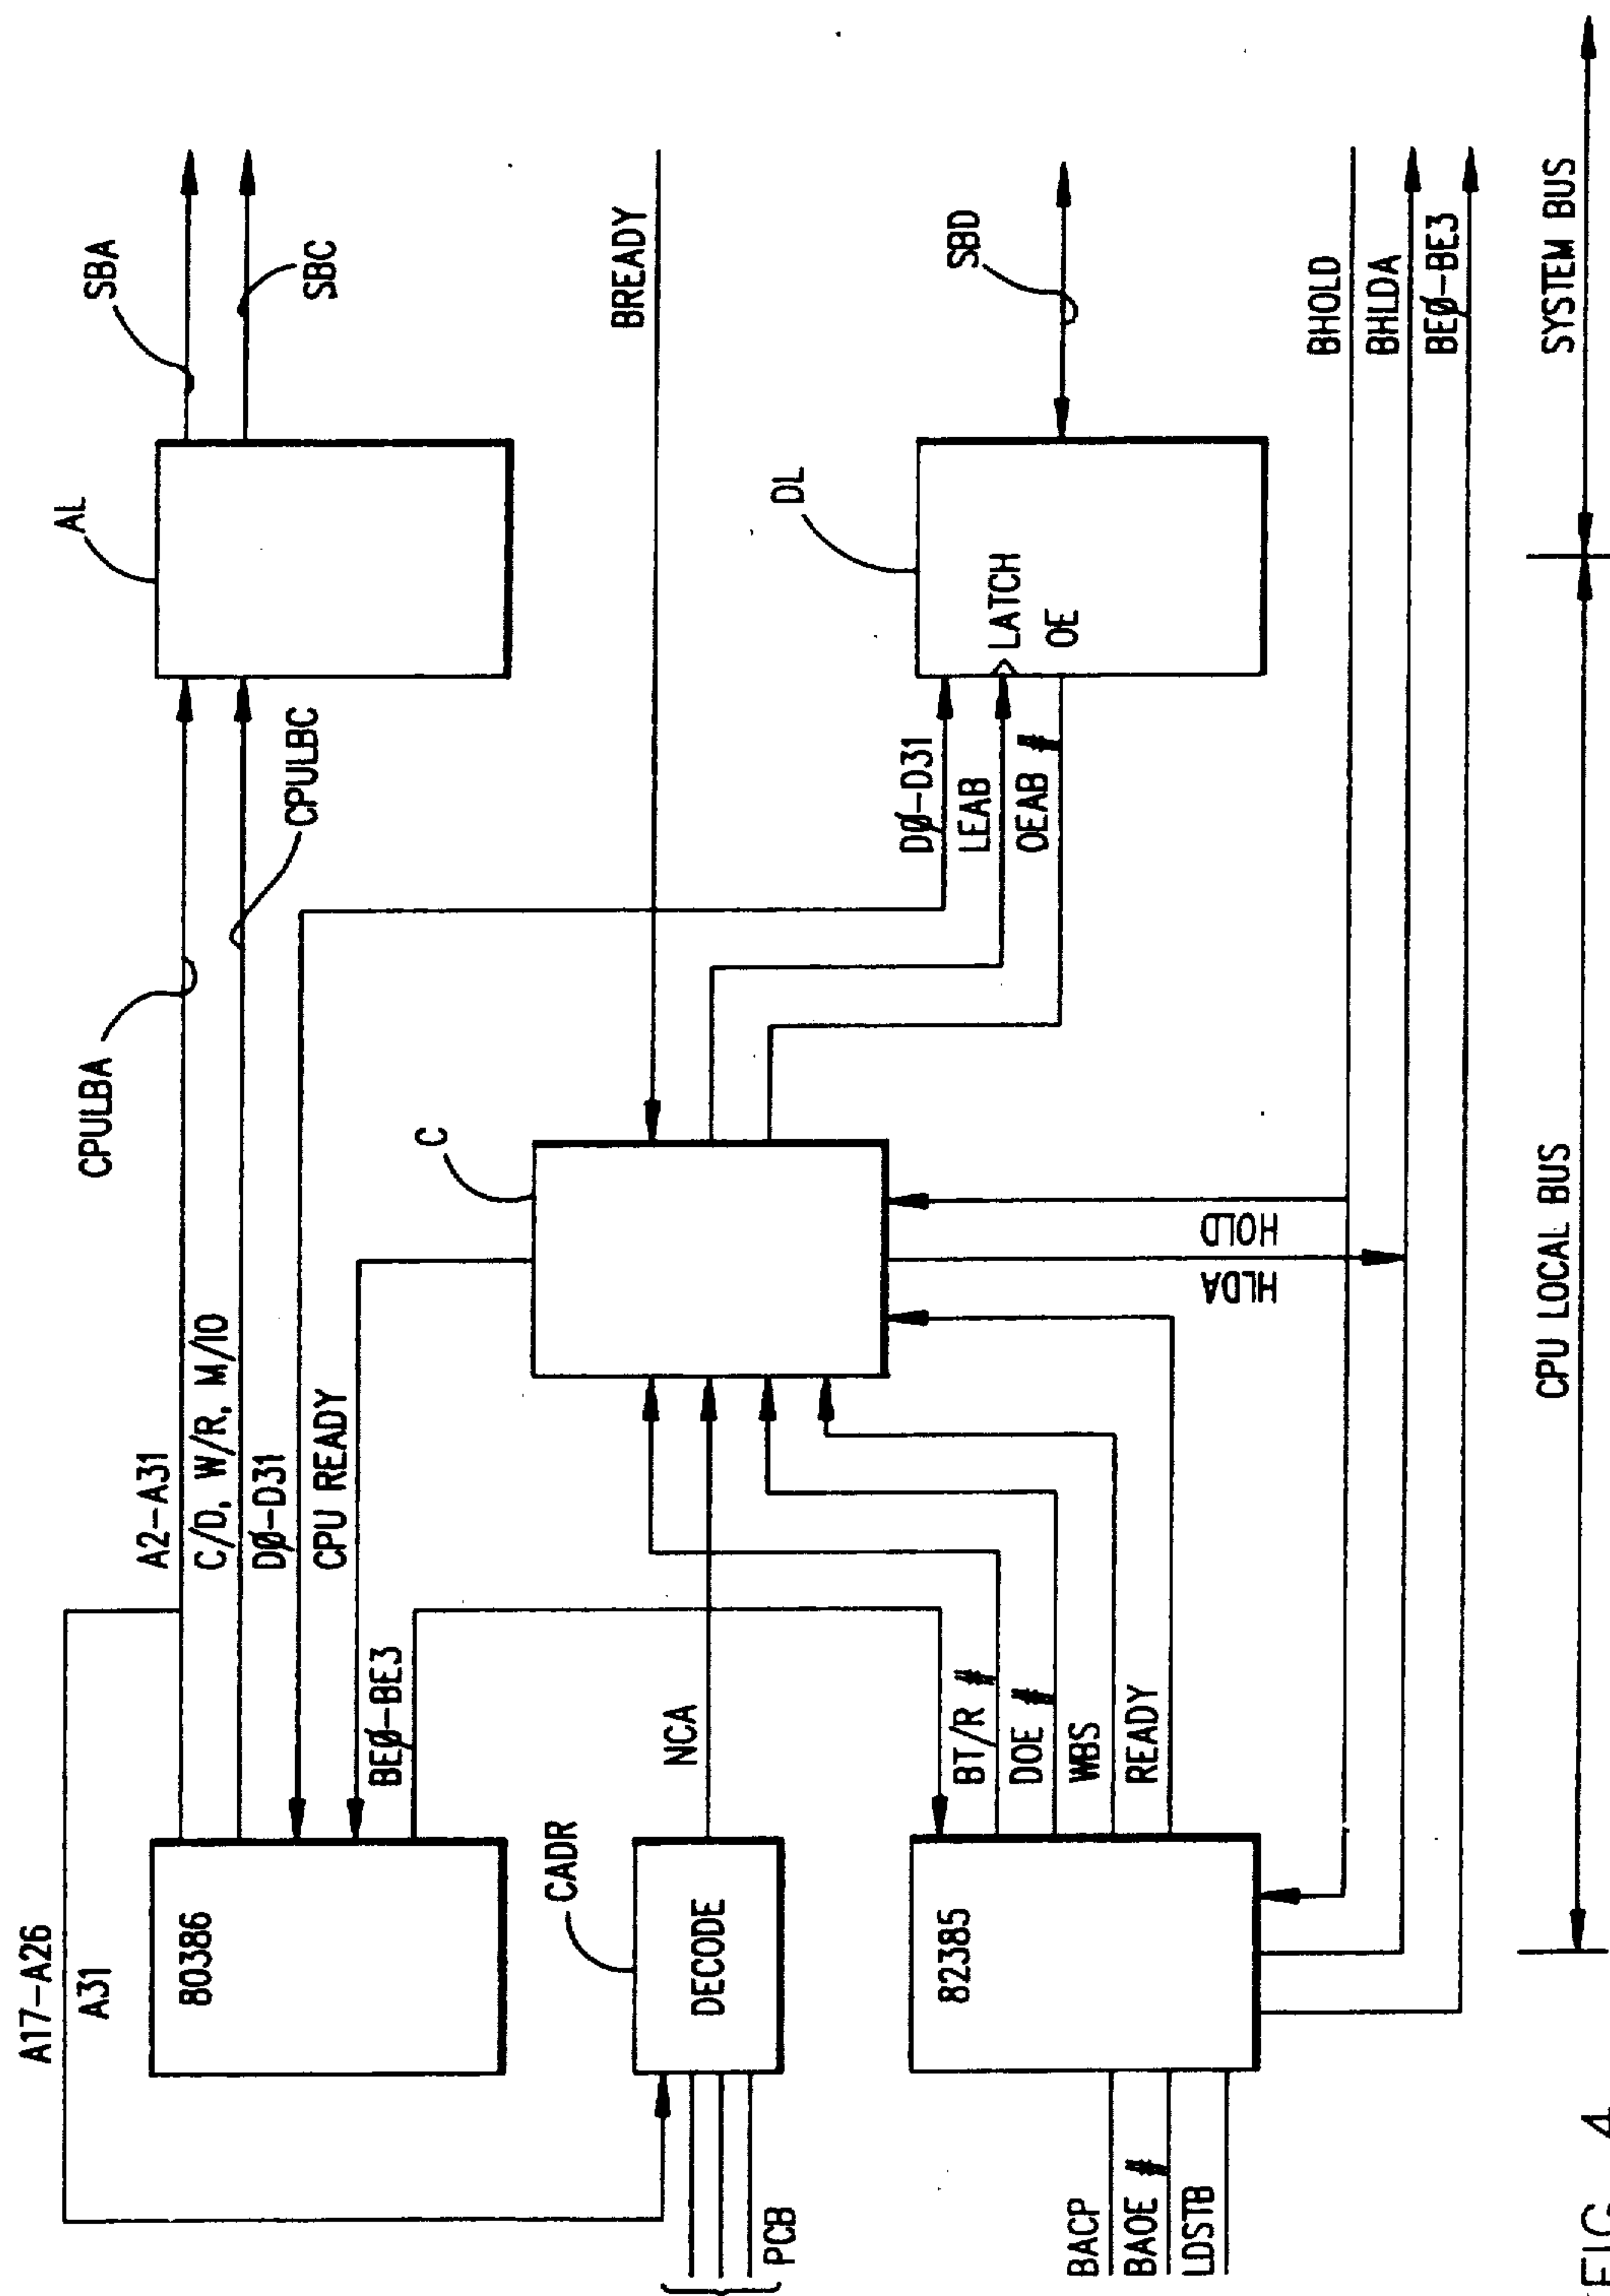 A17-A26
A31
80386
A2-A31
C/D, W/R, M/IO
DØ-D31
CPU READY
BEØ-BE3
CPULBA
CPULBC
AL
SBA
SBC
CADR
DECODE
NCA
PCB
C
BREADY
82385
BT/R #
DOE #
WBS
READY
BACP
BAOE #
LDSTB
HLDA
HOLD
DØ-D31
LEAB
OEAB #
DL
LATCH
OE
SBD
BHOLD
BHLDA
BEØ-BE3
CPU LOCAL BUS
SYSTEM BUS
FIG. 4